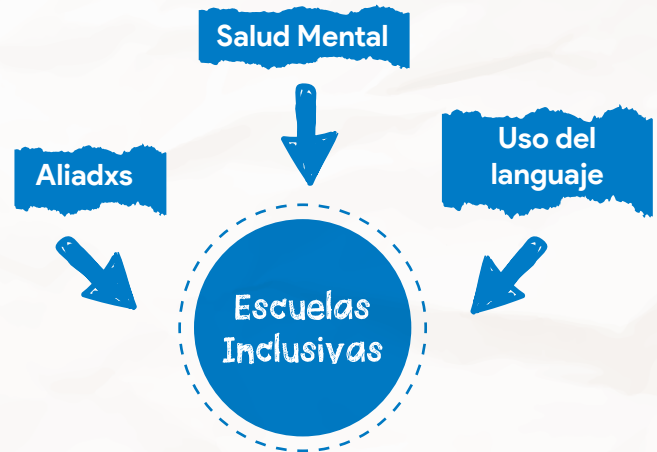 Salud Mental
Aliadxs
Uso del
languaje
Escuelas
Inclusivas